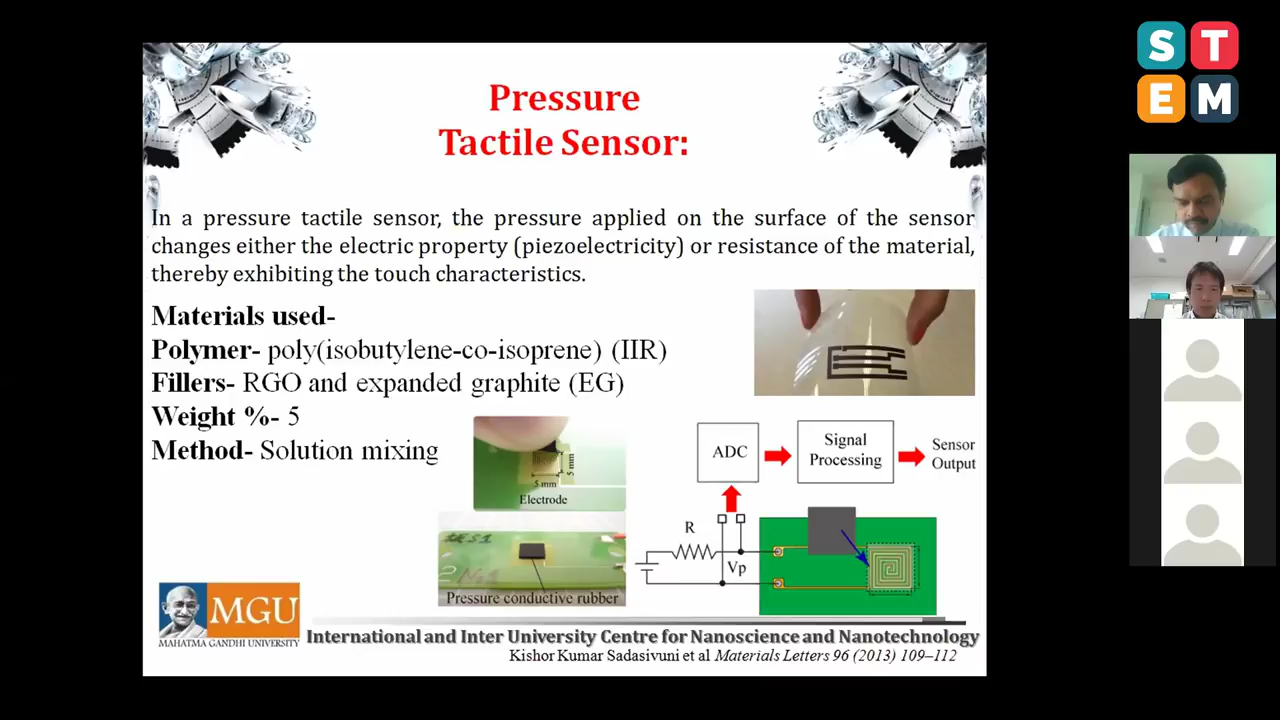 S T
E M
Pressure
Tactile Sensor:
In a pressure tactile sensor, the pressure applied on the surface of the sensor
changes either the electric property (piezoelectricity) or resistance of the material,
thereby exhibiting the touch characteristics.
Materials used-
Polymer- poly(isobutylene-co-isoprene) (IIR)
Fillers- RGO and expanded graphite (EG)
Weight %- 5
Method- Solution mixing
5 mm
5 mm
Electrode
Pressure conductive rubber
ADC
Signal
Processing
Sensor
Output
R
Vp
MGU
MAHATMA GANDHI UNIVERSITY
International and Inter University Centre for Nanoscience and Nanotechnology
Kishor Kumar Sadasivuni et al Materials Letters 96 (2013) 109–112